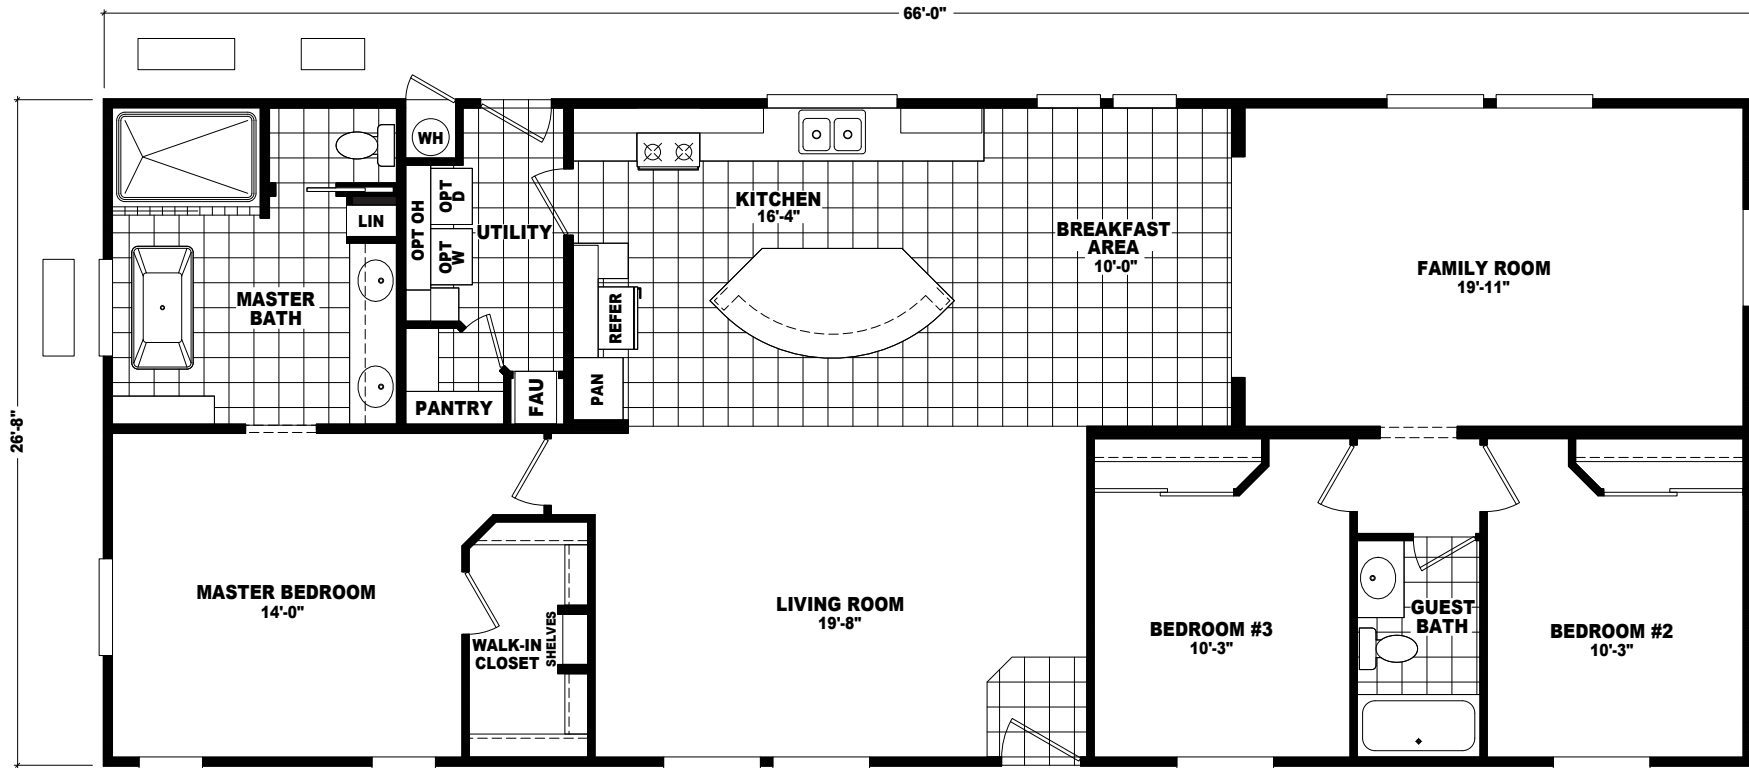 66'-0"
26'-8"
WH
OPT OH
OPT
D
OPT
W
LIN
UTILITY
KITCHEN
16'-4"
BREAKFAST
AREA
10'-0"
FAMILY ROOM
19'-11"
MASTER
BATH
REFER
PAN
PANTRY
FAU
MASTER BEDROOM
14'-0"
WALK-IN
CLOSET
SHELVES
LIVING ROOM
19'-8"
BEDROOM #3
10'-3"
GUEST
BATH
BEDROOM #2
10'-3"